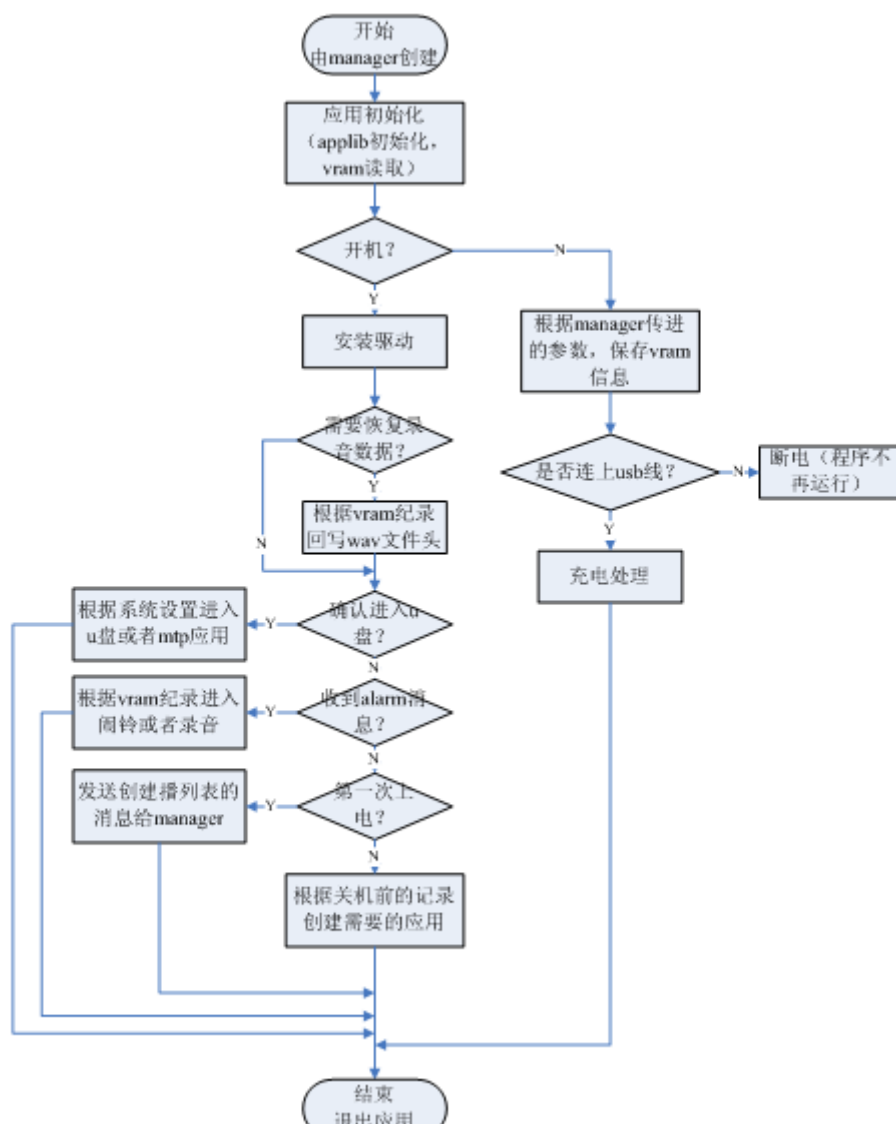 开始
由manager创建
应用初始化
（applib初始化，
vram读取）
开机？
N
Y
安装驱动
根据manager传进
的参数，保存vram
信息
需要恢复录
音数据？
Y
N
根据vram纪录
回写wav文件头
是否连上usb线？
N
断电（程序不
再运行）
Y
充电处理
确认进入u
盘？
Y
根据系统设置进入
u盘或者mtp应用
N
收到alarm消
息？
Y
根据vram纪录进入
闹铃或者录音
N
第一次上
电？
Y
发送创建播列表的
消息给manager
N
根据关机前的记录
创建需要的应用
结束
退出应用